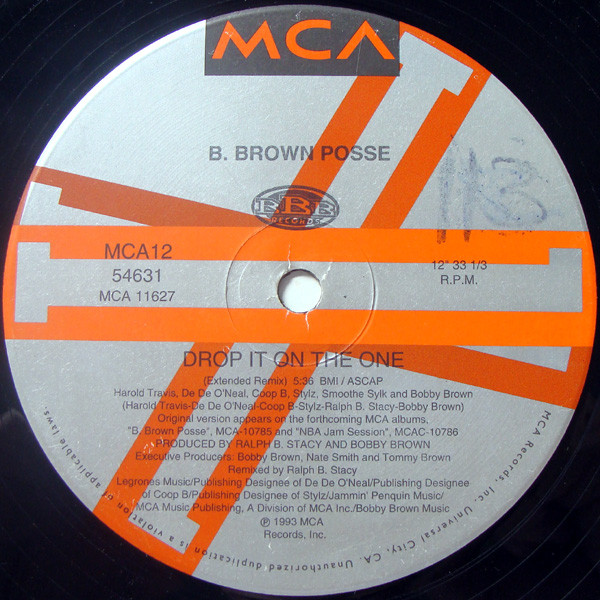 MCA
B. BROWN POSSE
BBB
RECORDS
MCA12
54631
MCA 11627
12" 33 1/3
R.P.M.
DROP IT ON THE ONE
(Extended Remix) 5:36 BMI / ASCAP
Harold Travis, De De O'Neal, Coop B, Stylz, Smoothe Sylk and Bobby Brown
(Harold Travis-De De O'Neal-Coop B-Stylz-Ralph B. Stacy-Bobby Brown)
Original version appears on the forthcoming MCA albums,
"B. Brown Posse", MCA-10785 and "NBA Jam Session", MCAC-10786
PRODUCED BY RALPH B. STACY AND BOBBY BROWN
Executive Producers: Bobby Brown, Nate Smith and Tommy Brown
Remixed by Ralph B. Stacy
Legrones Music/Publishing Designee of De De O'Neal/Publishing Designee
of Coop B/Publishing Designee of Stylz/Jammin' Penquin Music/
MCA Music Publishing, A Division of MCA Inc./Bobby Brown Music
℗ 1993 MCA
Records, Inc.
MCA Records, Inc. Universal City, CA. Unauthorized duplication is a violation of applicable laws.